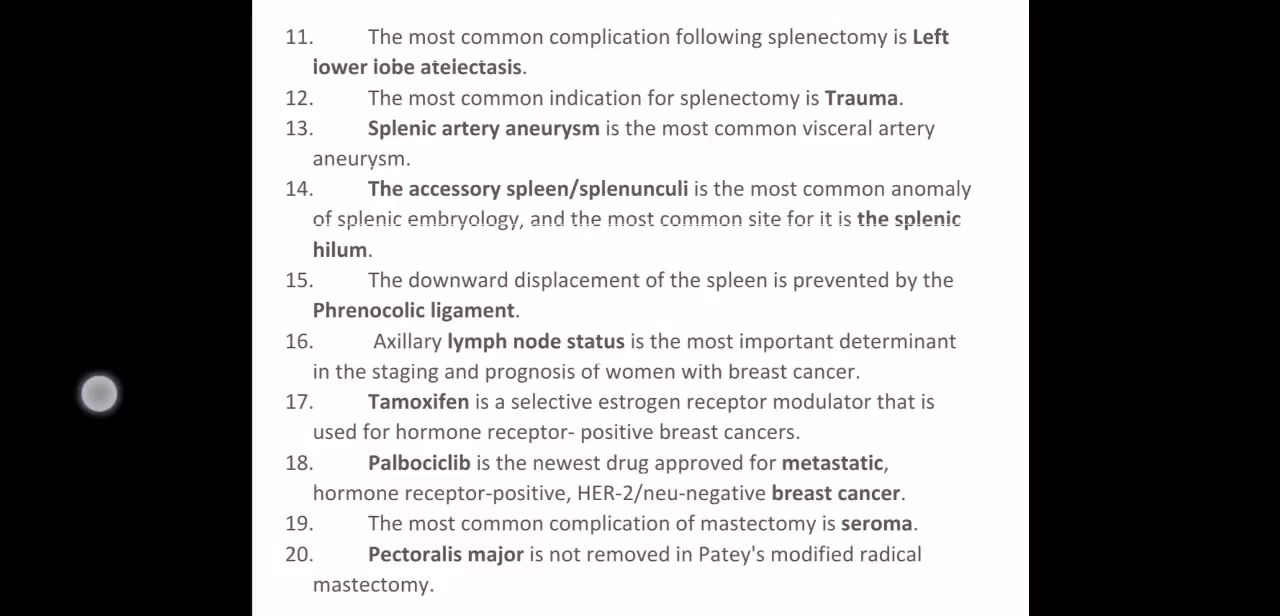 11. The most common complication following splenectomy is Left
lower iobe ateiectasis.
12. The most common indication for splenectomy is Trauma.
13. Splenic artery aneurysm is the most common visceral artery
aneurysm.
14. The accessory spleen/splenunculi is the most common anomaly
of splenic embryology, and the most common site for it is the splenic
hilum.
15. The downward displacement of the spleen is prevented by the
Phrenocolic ligament.
16. Axillary lymph node status is the most important determinant
in the staging and prognosis of women with breast cancer.
17. Tamoxifen is a selective estrogen receptor modulator that is
used for hormone receptor- positive breast cancers.
18. Palbociclib is the newest drug approved for metastatic,
hormone receptor-positive, HER-2/neu-negative breast cancer.
19. The most common complication of mastectomy is seroma.
20. Pectoralis major is not removed in Patey's modified radical
mastectomy.